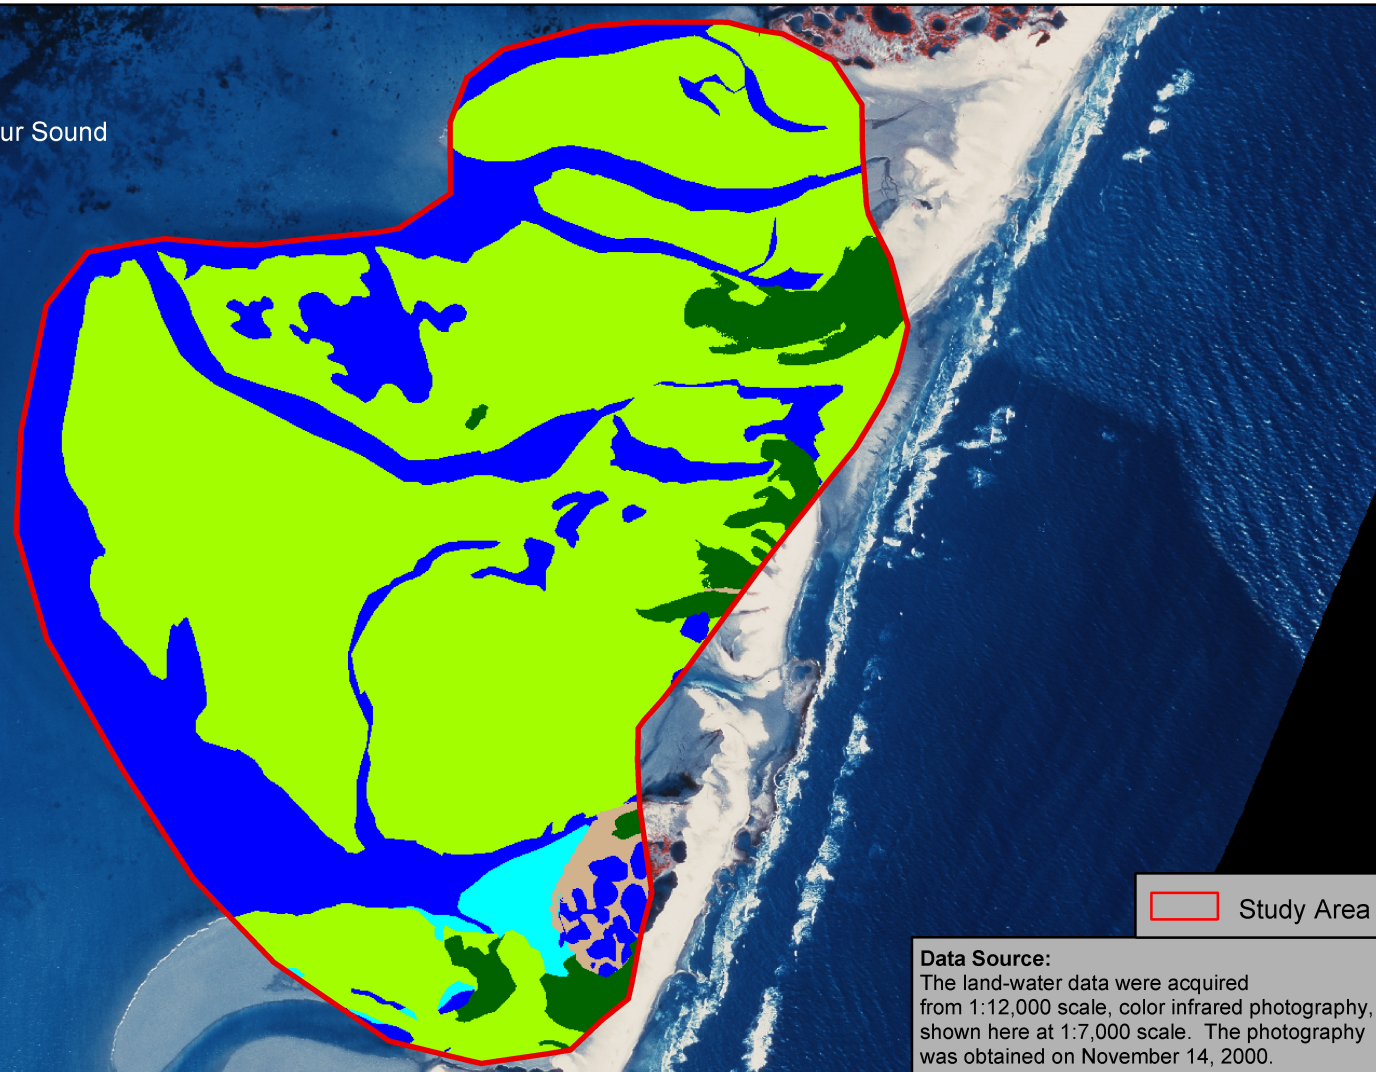 ur Sound
Study Area
Data Source:
The land-water data were acquired
from 1:12,000 scale, color infrared photography,
shown here at 1:7,000 scale. The photography
was obtained on November 14, 2000.